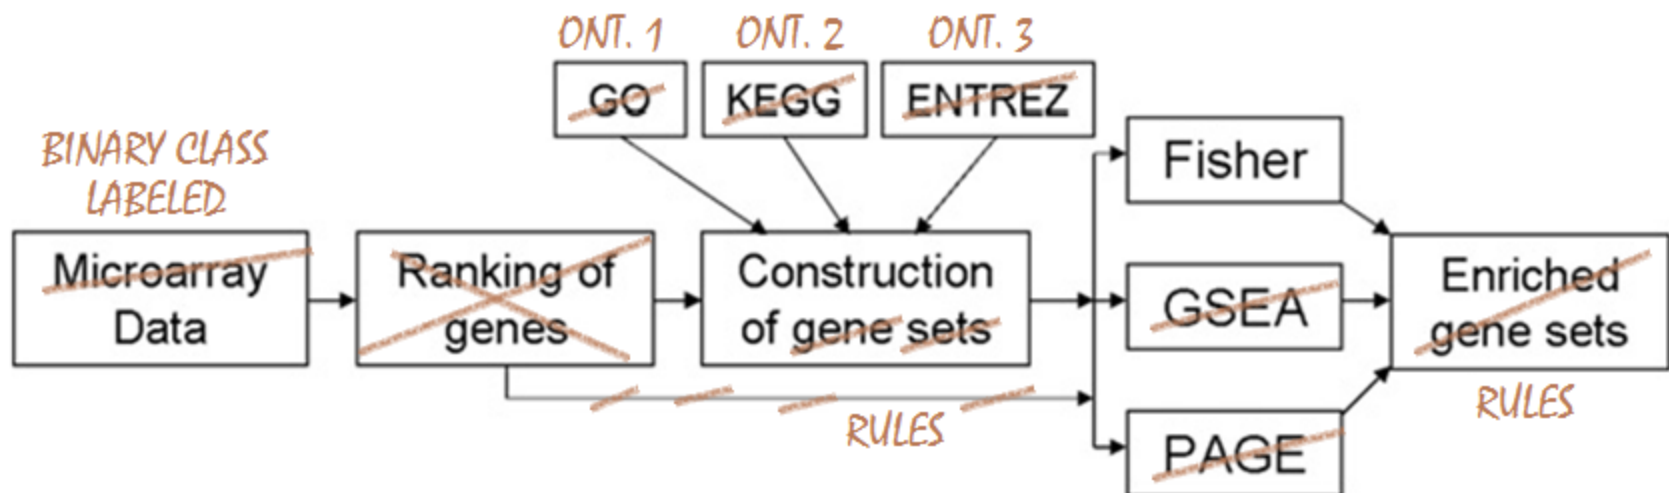 ONT. 1 ONT. 2 ONT. 3
GO KEGG ENTREZ
BINARY CLASS
LABELED
Microarray
Data
Ranking of
genes
Construction
of gene sets
RULES
Fisher
GSEA
PAGE
Enriched
gene sets
RULES